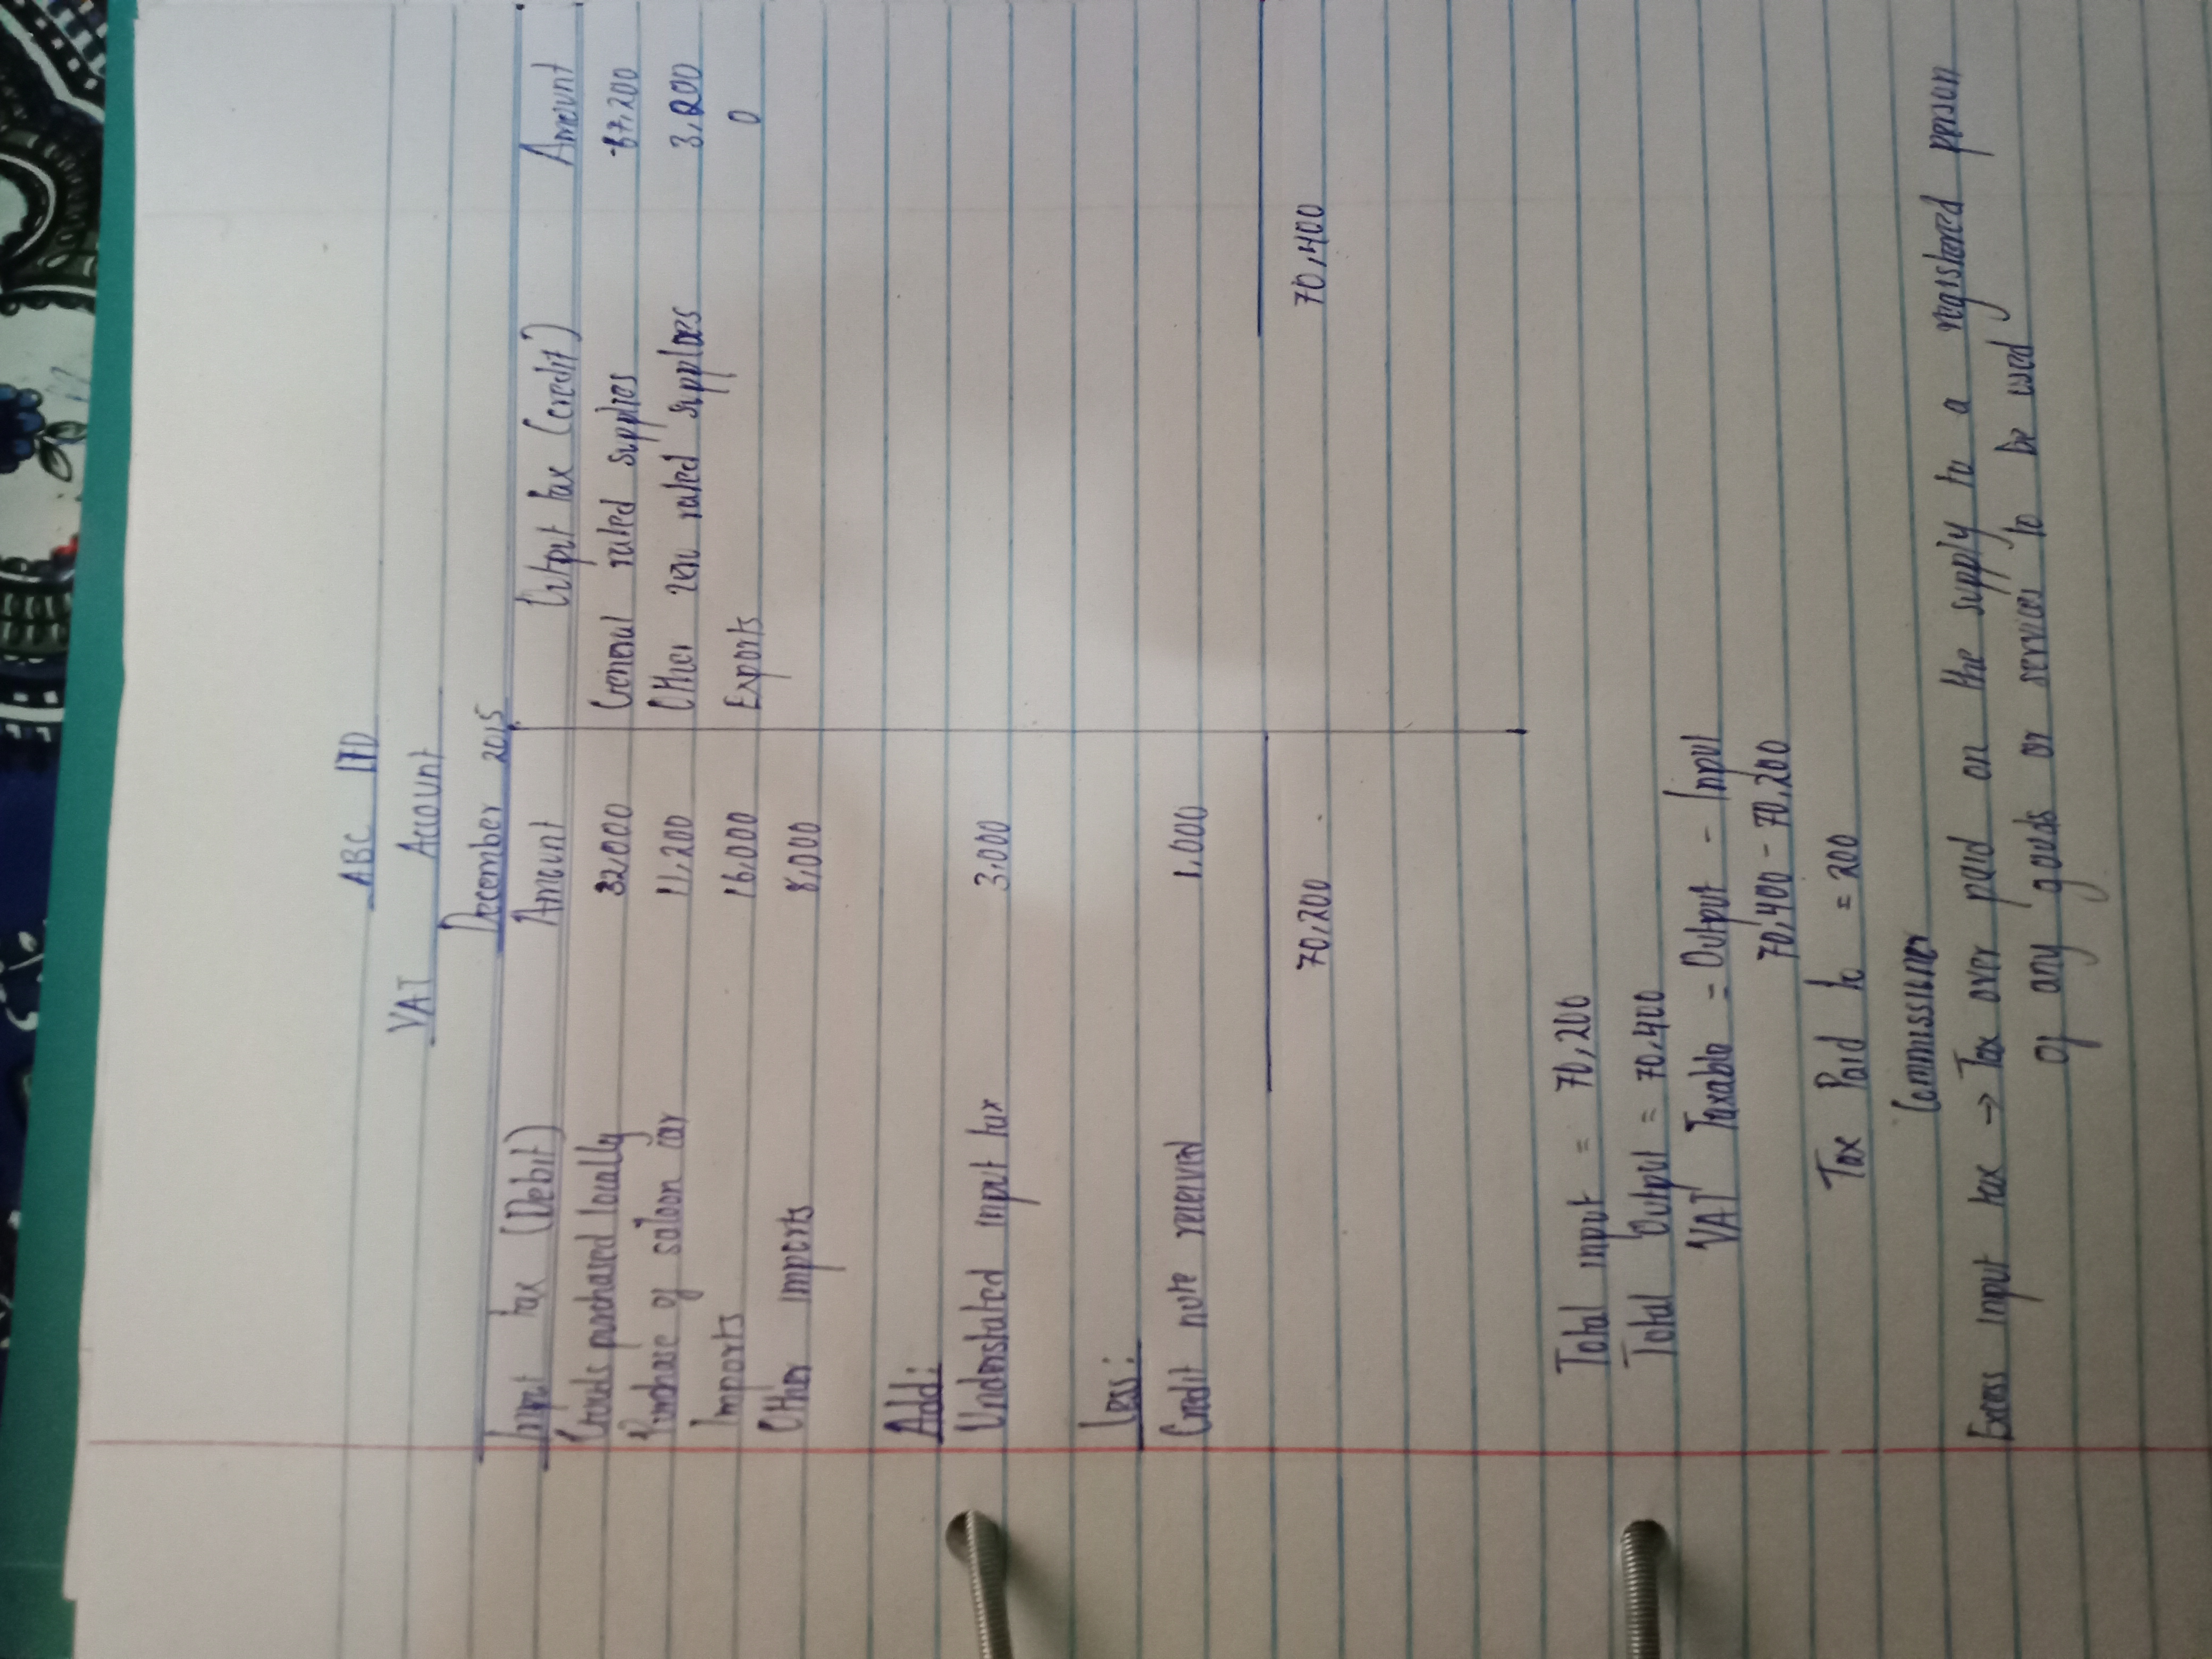 ABC LTD
VAT Account
December 2015
Input tax (Debit) Amount Output tax (credit) Amount
Goods purchased locally 32,000 General rated supplies 67,200
Purchase of saloon car 11,200 Other zero rated supplies 3,200
Imports 16,000 Exports 0
Other imports 8,000
Add:
Understated input tax 3,000
Less:
Credit note received 1,000
70,200 70,400
Total input = 70,200
Total Output = 70,400
VAT Taxable = Output - Input
70,400 - 70,200
Tax Paid to = 200
Commissioner
Excess input tax → Tax over paid on the supply to a registered person
of any goods or services to be used